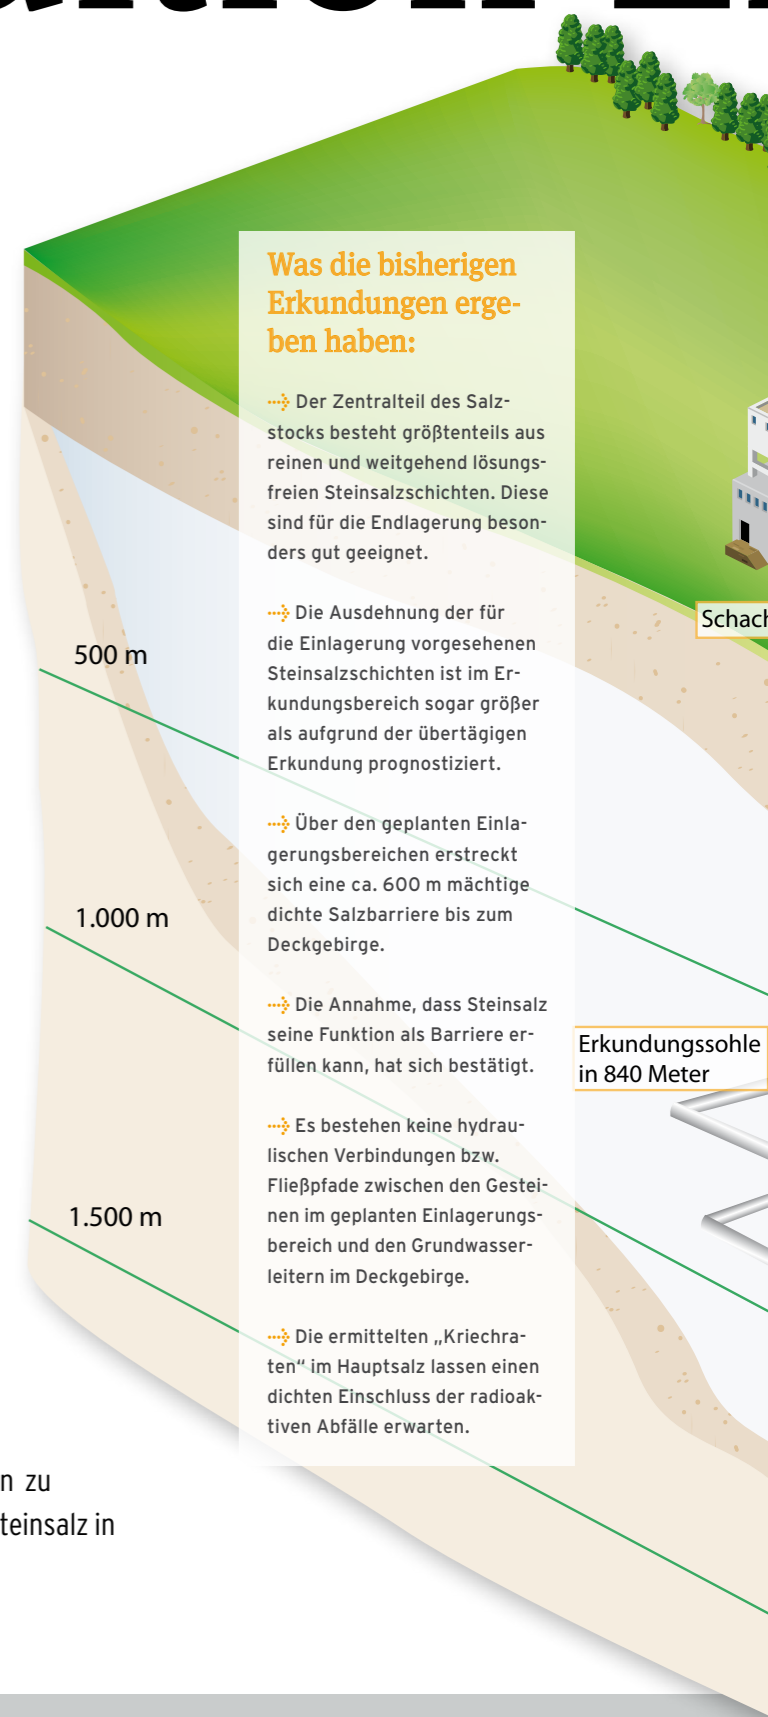 Was die bisherigen
Erkundungen erge-
ben haben:
Der Zentralteil des Salz-
stocks besteht größtenteils aus
reinen und weitgehend lösungs-
freien Steinsalzschichten. Diese
sind für die Endlagerung beson-
ders gut geeignet.
Die Ausdehnung der für
die Einlagerung vorgesehenen
Steinsalzschichten ist im Er-
kundungsbereich sogar größer
als aufgrund der übertägigen
Erkundung prognostiziert.
Über den geplanten Einla-
gerungsbereichen erstreckt
sich eine ca. 600 m mächtige
dichte Salzbarriere bis zum
Deckgebirge.
Die Annahme, dass Steinsalz
seine Funktion als Barriere er-
füllen kann, hat sich bestätigt.
Es bestehen keine hydrau-
lischen Verbindungen bzw.
Fließpfade zwischen den Gestei-
nen im geplanten Einlagerungs-
bereich und den Grundwasser-
leitern im Deckgebirge.
Die ermittelten „Kriechra-
ten“ im Hauptsalz lassen einen
dichten Einschluss der radioak-
tiven Abfälle erwarten.
500 m
1.000 m
1.500 m
Schach
Erkundungssohle
in 840 Meter
n zu
teinsalz in